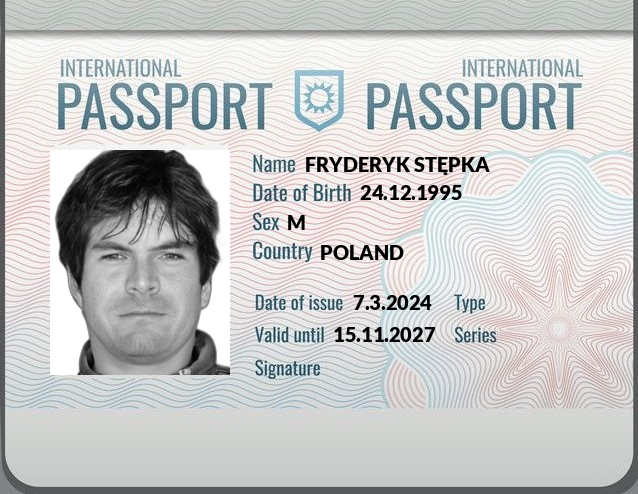 INTERNATIONAL INTERNATIONAL
PASSPORT PASSPORT
Name FRYDERYK STĘPKA
Date of Birth 24.12.1995
Sex M
Country POLAND
Date of issue 7.3.2024 Type
Valid until 15.11.2027 Series
Signature